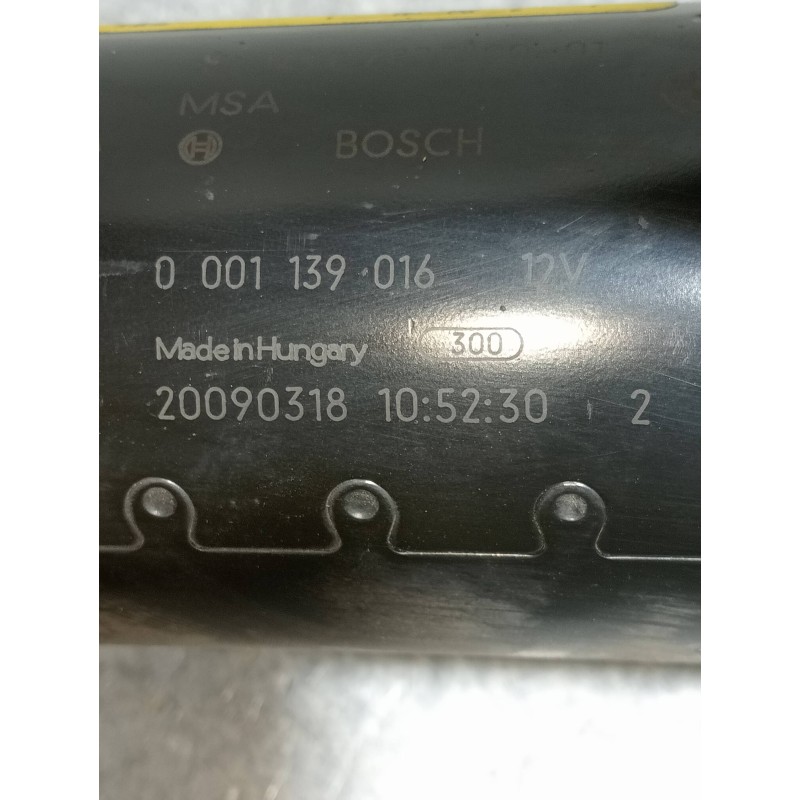 MSA
BOSCH
0 001 139 016 12V
Made in Hungary 300
20090318 10:52:30 2